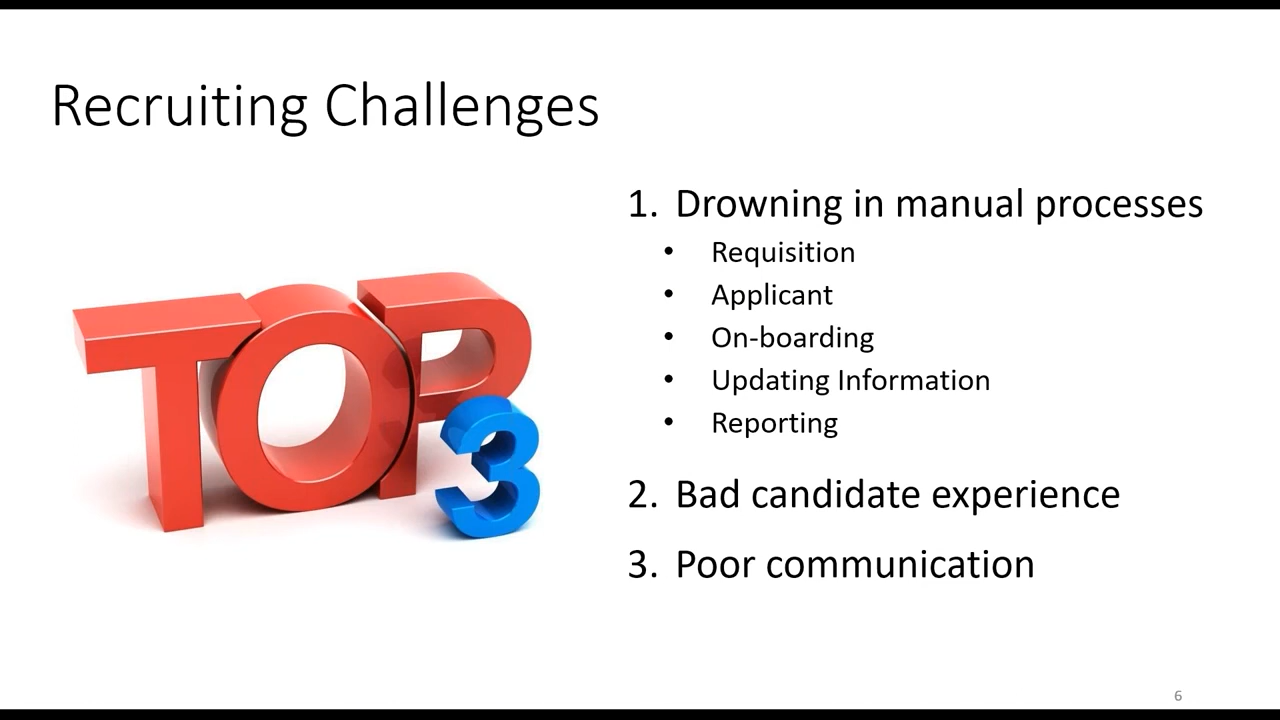 Recruiting Challenges
TOP
3
1. Drowning in manual processes
• Requisition
• Applicant
• On-boarding
• Updating Information
• Reporting
2. Bad candidate experience
3. Poor communication
6